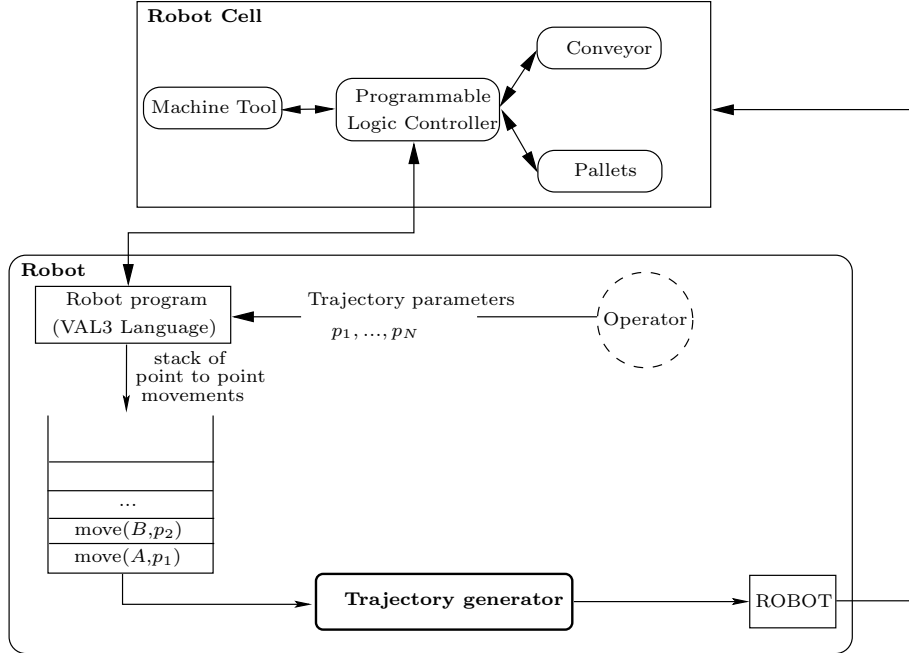 Robot Cell
Conveyor
Machine Tool
Programmable
Logic Controller
Pallets
Robot
Robot program
(VAL3 Language)
Trajectory parameters
p₁, ..., p_N
Operator
stack of
point to point
movements
...
move(B,p₂)
move(A,p₁)
Trajectory generator
ROBOT